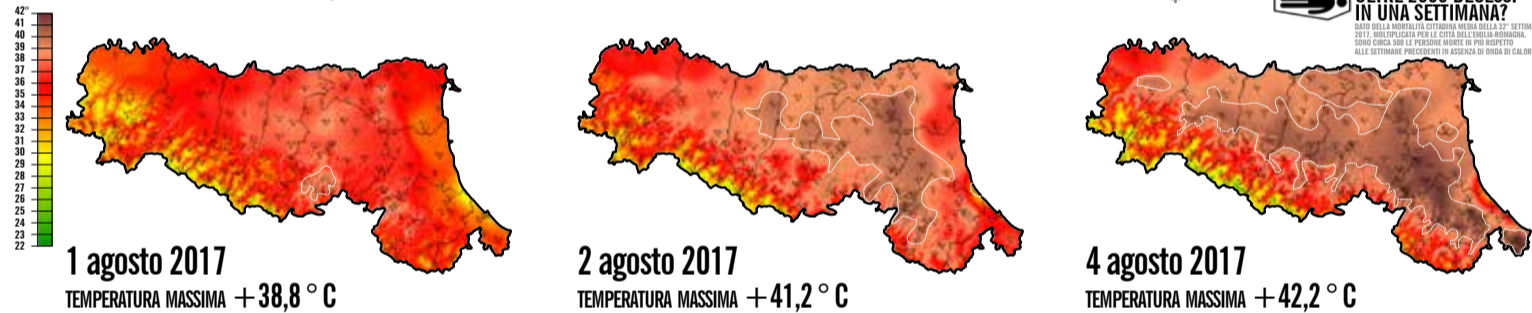 42°
41
40
39
38
37
36
35
34
33
32
31
30
29
28
27
26
25
24
23
22
1 agosto 2017
TEMPERATURA MASSIMA +38,8° C
2 agosto 2017
TEMPERATURA MASSIMA +41,2° C
4 agosto 2017
TEMPERATURA MASSIMA +42,2° C
IN UNA SETTIMANA?
DATO DELLA MORTALITÀ CITTADINA MEDIA DELLA 32° SETTIM
2017, MOLTIPLICATA PER LE CITTÀ DELL'EMILIA-ROMAGNA.
SONO CIRCA 500 LE PERSONE MORTE IN PIÙ RISPETTO
ALLE SETTIMANE PRECEDENTI IN ASSENZA DI ONDA DI CALOR